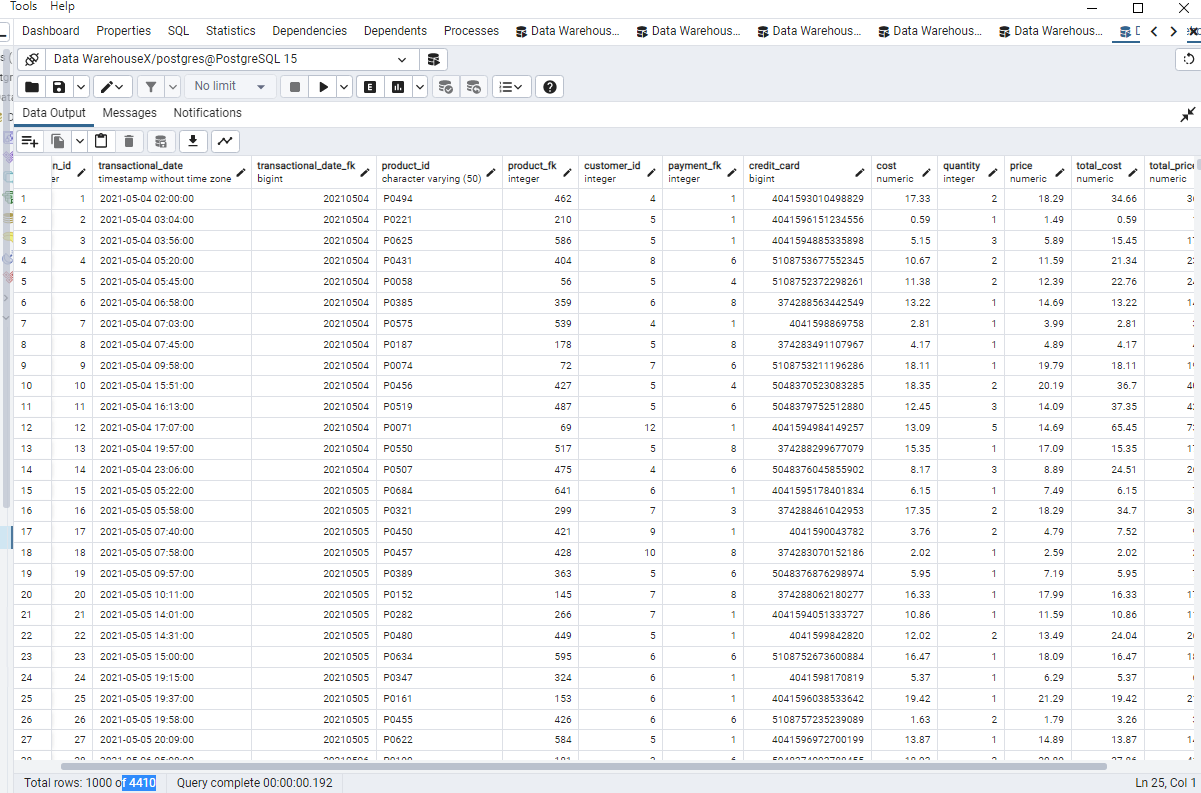 Tools Help
Dashboard Properties SQL Statistics Dependencies Dependents Processes Data Warehous... Data Warehous... Data Warehous... Data Warehous... Data Warehous...
Data WarehouseX/postgres@PostgreSQL 15
No limit
Data Output Messages Notifications
n_id transactional_date transactional_date_fk product_id product_fk customer_id payment_fk credit_card cost quantity price total_cost total_price
er timestamp without time zone bigint character varying (50) integer integer integer bigint numeric integer numeric numeric numeric
1 1 2021-05-04 02:00:00 20210504 P0494 462 4 1 4041593010498829 17.33 2 18.29 34.66
2 2 2021-05-04 03:04:00 20210504 P0221 210 5 1 4041596151234556 0.59 1 1.49 0.59
3 3 2021-05-04 03:56:00 20210504 P0625 586 5 1 4041594885335898 5.15 3 5.89 15.45
4 4 2021-05-04 05:20:00 20210504 P0431 404 8 6 5108753677552345 10.67 2 11.59 21.34
5 5 2021-05-04 05:45:00 20210504 P0058 56 5 4 5108752372298261 11.38 2 12.39 22.76
6 6 2021-05-04 06:58:00 20210504 P0385 359 6 8 374288563442549 13.22 1 14.69 13.22
7 7 2021-05-04 07:03:00 20210504 P0575 539 4 1 4041598869758 2.81 1 3.99 2.81
8 8 2021-05-04 07:45:00 20210504 P0187 178 5 8 374283491107967 4.17 1 4.89 4.17
9 9 2021-05-04 09:58:00 20210504 P0074 72 7 6 5108753211196286 18.11 1 19.79 18.11
10 10 2021-05-04 15:51:00 20210504 P0456 427 5 4 5048370523083285 18.35 2 20.19 36.7
11 11 2021-05-04 16:13:00 20210504 P0519 487 5 6 5048379752512880 12.45 3 14.09 37.35
12 12 2021-05-04 17:07:00 20210504 P0071 69 12 1 4041594984149257 13.09 5 14.69 65.45
13 13 2021-05-04 19:57:00 20210504 P0550 517 5 8 374288299677079 15.35 1 17.09 15.35
14 14 2021-05-04 23:06:00 20210504 P0507 475 4 6 5048376045855902 8.17 3 8.89 24.51
15 15 2021-05-05 05:22:00 20210505 P0684 641 6 1 4041595178401834 6.15 1 7.49 6.15
16 16 2021-05-05 05:58:00 20210505 P0321 299 7 3 374288461042953 17.35 2 18.29 34.7
17 17 2021-05-05 07:40:00 20210505 P0450 421 9 1 4041590043782 3.76 2 4.79 7.52
18 18 2021-05-05 07:58:00 20210505 P0457 428 10 8 374283070152186 2.02 1 2.59 2.02
19 19 2021-05-05 09:57:00 20210505 P0389 363 5 6 5048376876298974 5.95 1 7.19 5.95
20 20 2021-05-05 10:11:00 20210505 P0152 145 7 8 374288062180277 16.33 1 17.99 16.33
21 21 2021-05-05 14:01:00 20210505 P0282 266 7 1 4041594051333727 10.86 1 11.59 10.86
22 22 2021-05-05 14:31:00 20210505 P0480 449 5 1 4041599842820 12.02 2 13.49 24.04
23 23 2021-05-05 15:00:00 20210505 P0634 595 6 6 5108752673600884 16.47 1 18.09 16.47
24 24 2021-05-05 19:15:00 20210505 P0347 324 6 1 4041598170819 5.37 1 6.29 5.37
25 25 2021-05-05 19:37:00 20210505 P0161 153 6 1 4041596038533642 19.42 1 21.29 19.42
26 26 2021-05-05 19:58:00 20210505 P0455 426 6 6 5108757235239089 1.63 2 1.79 3.26
27 27 2021-05-05 20:09:00 20210505 P0622 584 5 1 4041596972700199 13.87 1 14.89 13.87
Total rows: 1000 of 4410 Query complete 00:00:00.192 Ln 25, Col 1